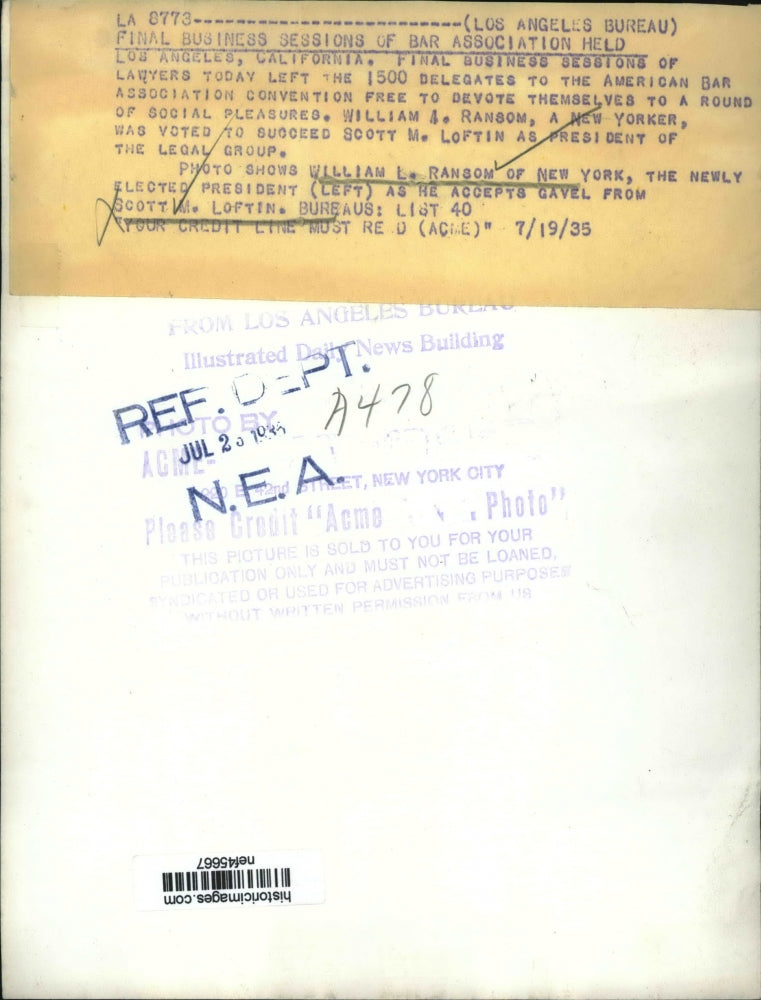 LA 8773-----------------------(LOS ANGELES BUREAU)
FINAL BUSINESS SESSIONS OF BAR ASSOCIATION HELD
LOS ANGELES, CALIFORNIA. FINAL BUSINESS SESSIONS OF
LAWYERS TODAY LEFT THE 1500 DELEGATES TO THE AMERICAN BAR
ASSOCIATION CONVENTION FREE TO DEVOTE THEMSELVES TO A ROUND
OF SOCIAL PLEASURES. WILLIAM L. RANSOM, A NEW YORKER,
WAS VOTED TO SUCCEED SCOTT M. LOFTIN AS PRESIDENT OF
THE LEGAL GROUP.
PHOTO SHOWS WILLIAM L. RANSOM OF NEW YORK, THE NEWLY
ELECTED PRESIDENT (LEFT) AS HE ACCEPTS GAVEL FROM
SCOTT M. LOFTIN. BUREAUS: LIST 40
"YOUR CREDIT LINE MUST RE D (ACME)" 7/19/35
FROM LOS ANGELES BUREAU
Illustrated Daily News Building
REF. DEPT.
A478
PHOTO BY
JUL 2
ACME-
N.E.A.
42nd STREET, NEW YORK CITY
Please Credit "Acme Photo"
THIS PICTURE IS SOLD TO YOU FOR YOUR
PUBLICATION ONLY AND MUST NOT BE LOANED,
SYNDICATED OR USED FOR ADVERTISING PURPOSES
WITHOUT WRITTEN PERMISSION FROM US
historicimages.com
nef45667